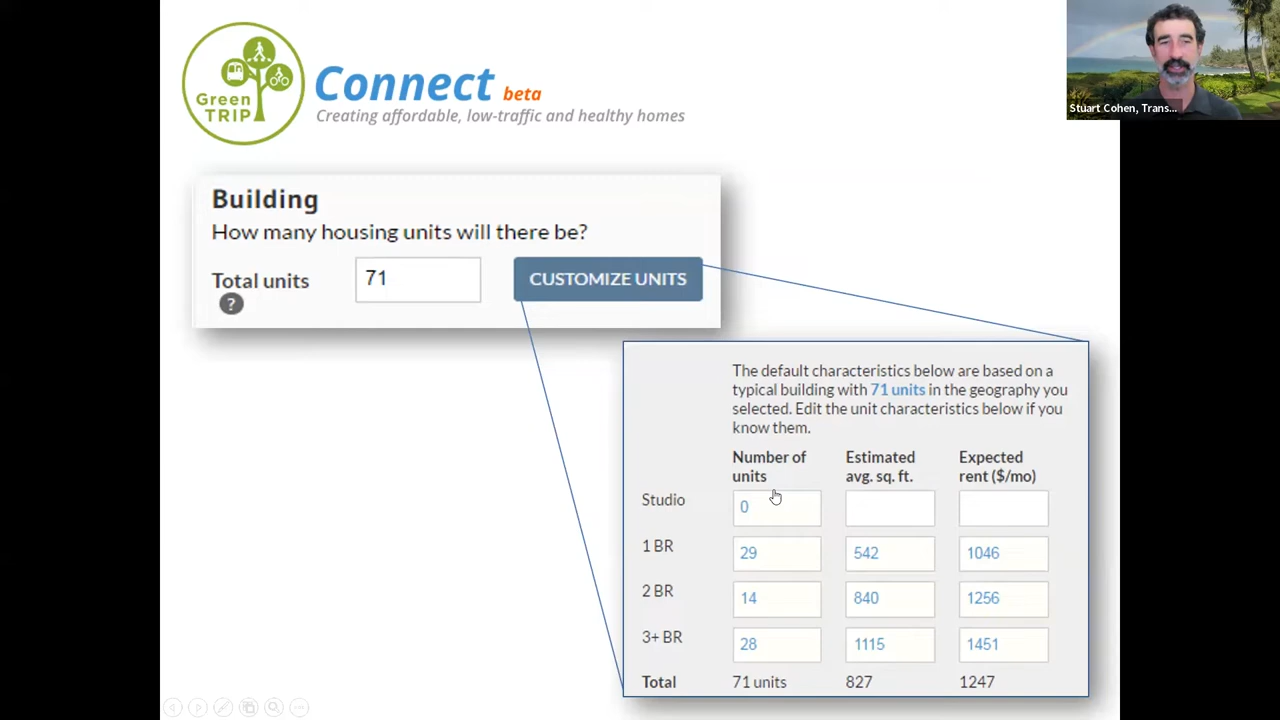 Green
TRIP
Connect beta
Creating affordable, low-traffic and healthy homes
Stuart Cohen, Trans...
Building
How many housing units will there be?
Total units
71
CUSTOMIZE UNITS
?
The default characteristics below are based on a
typical building with 71 units in the geography you
selected. Edit the unit characteristics below if you
know them.
Number of units Estimated avg. sq. ft. Expected rent ($/mo)
Studio 0
1 BR 29 542 1046
2 BR 14 840 1256
3+ BR 28 1115 1451
Total 71 units 827 1247